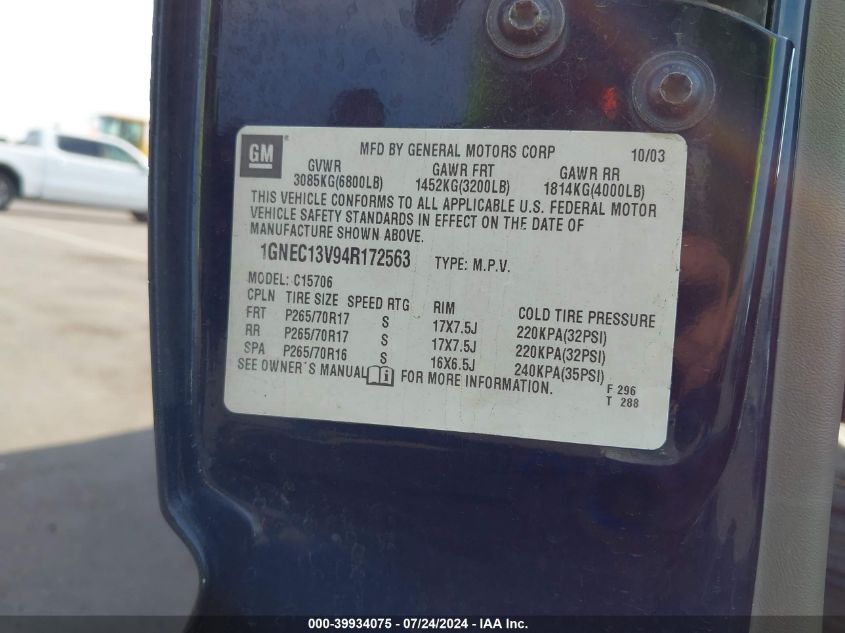 GM
MFD BY GENERAL MOTORS CORP 10/03
GVWR GAWR FRT GAWR RR
3085KG(6800LB) 1452KG(3200LB) 1814KG(4000LB)
THIS VEHICLE CONFORMS TO ALL APPLICABLE U.S. FEDERAL MOTOR
VEHICLE SAFETY STANDARDS IN EFFECT ON THE DATE OF
MANUFACTURE SHOWN ABOVE.
1GNEC13V94R172563 TYPE: M.P.V.
MODEL: C15706
CPLN TIRE SIZE SPEED RTG RIM COLD TIRE PRESSURE
FRT P265/70R17 S 17X7.5J 220KPA(32PSI)
RR P265/70R17 S 17X7.5J 220KPA(32PSI)
SPA P265/70R16 S 16X6.5J 240KPA(35PSI)
SEE OWNER'S MANUAL FOR MORE INFORMATION.
F 296
T 288
000-39934075 - 07/24/2024 - IAA Inc.